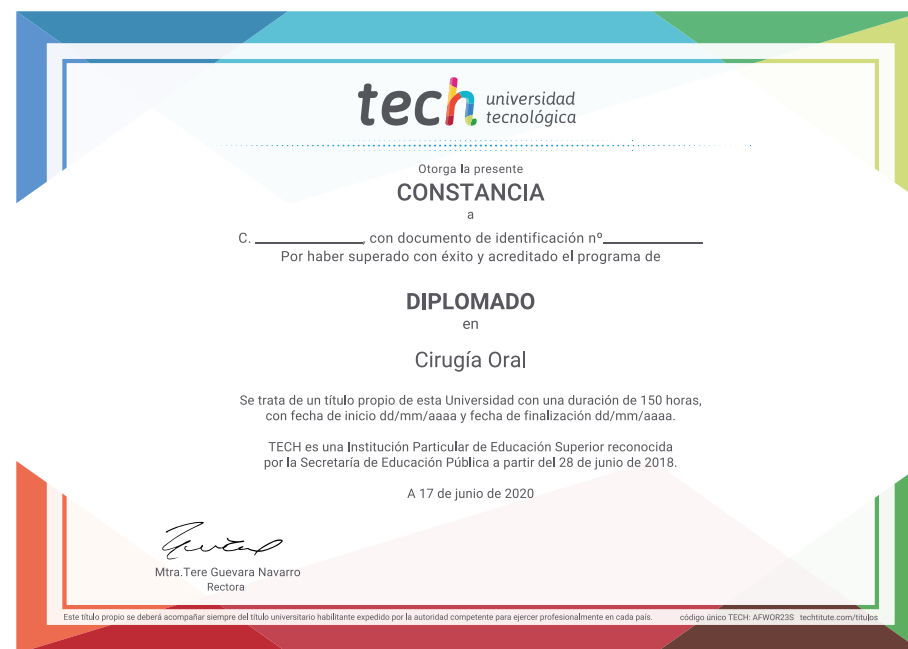 tech universidad
tecnológica
Otorga la presente
CONSTANCIA
a
C. ____________, con documento de identificación nº____________
Por haber superado con éxito y acreditado el programa de
DIPLOMADO
en
Cirugía Oral
Se trata de un título propio de esta Universidad con una duración de 150 horas,
con fecha de inicio dd/mm/aaaa y fecha de finalización dd/mm/aaaa.
TECH es una Institución Particular de Educación Superior reconocida
por la Secretaría de Educación Pública a partir del 28 de junio de 2018.
A 17 de junio de 2020
Mtra.Tere Guevara Navarro
Rectora
Este título propio se deberá acompañar siempre del título universitario habilitante expedido por la autoridad competente para ejercer profesionalmente en cada país. código único TECH: AFWOR23S techtitute.com/titulos